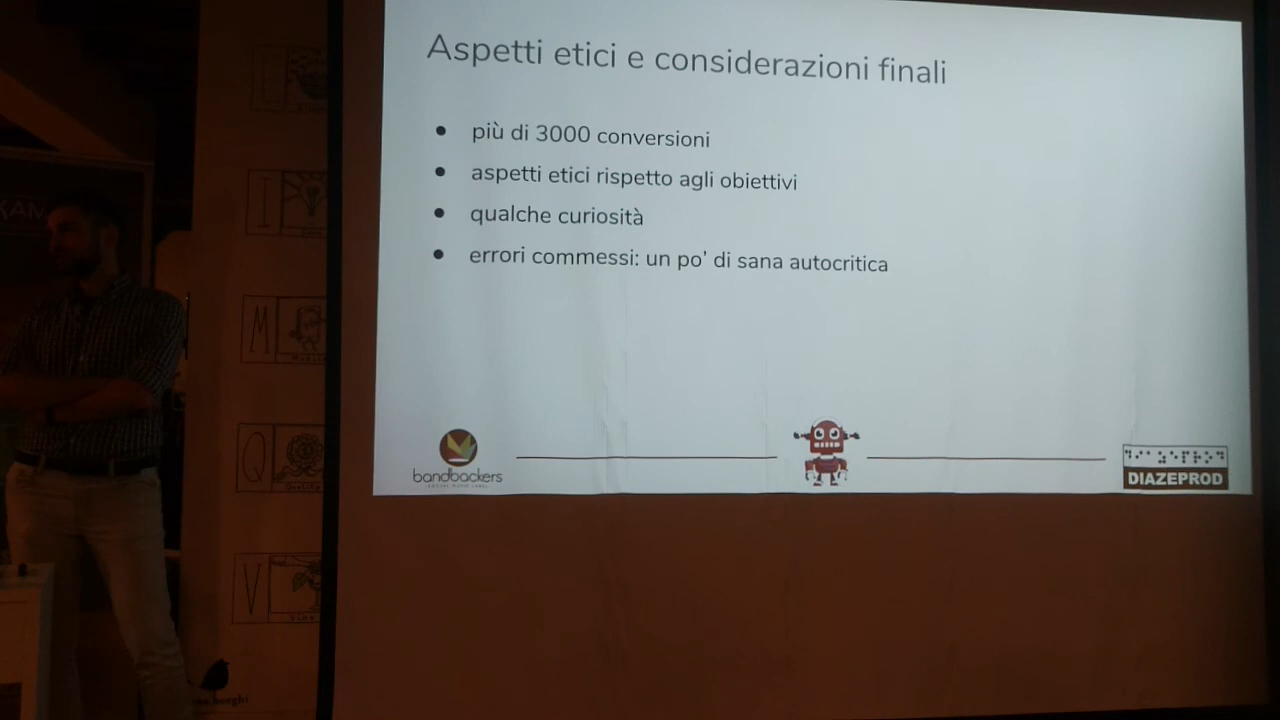 Aspetti etici e considerazioni finali
● più di 3000 conversioni
● aspetti etici rispetto agli obiettivi
● qualche curiosità
● errori commessi: un po' di sana autocritica
bandbackers
DIAZEPROD
KAM
I
M
Q
V